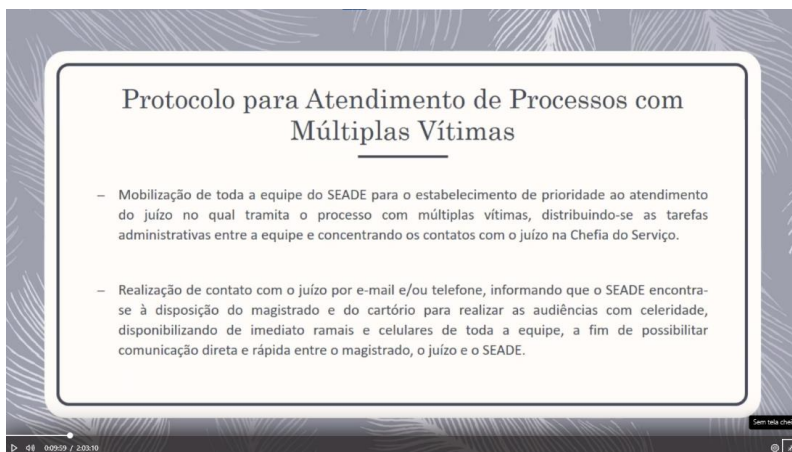 Protocolo para Atendimento de Processos com
Múltiplas Vítimas
– Mobilização de toda a equipe do SEADE para o estabelecimento de prioridade ao atendimento
do juízo no qual tramita o processo com múltiplas vítimas, distribuindo-se as tarefas
administrativas entre a equipe e concentrando os contatos com o juízo na Chefia do Serviço.
– Realização de contato com o juízo por e-mail e/ou telefone, informando que o SEADE encontra-
se à disposição do magistrado e do cartório para realizar as audiências com celeridade,
disponibilizando de imediato ramais e celulares de toda a equipe, a fim de possibilitar
comunicação direta e rápida entre o magistrado, o juízo e o SEADE.
Sem tela chei
0:09:59 / 2:03:10